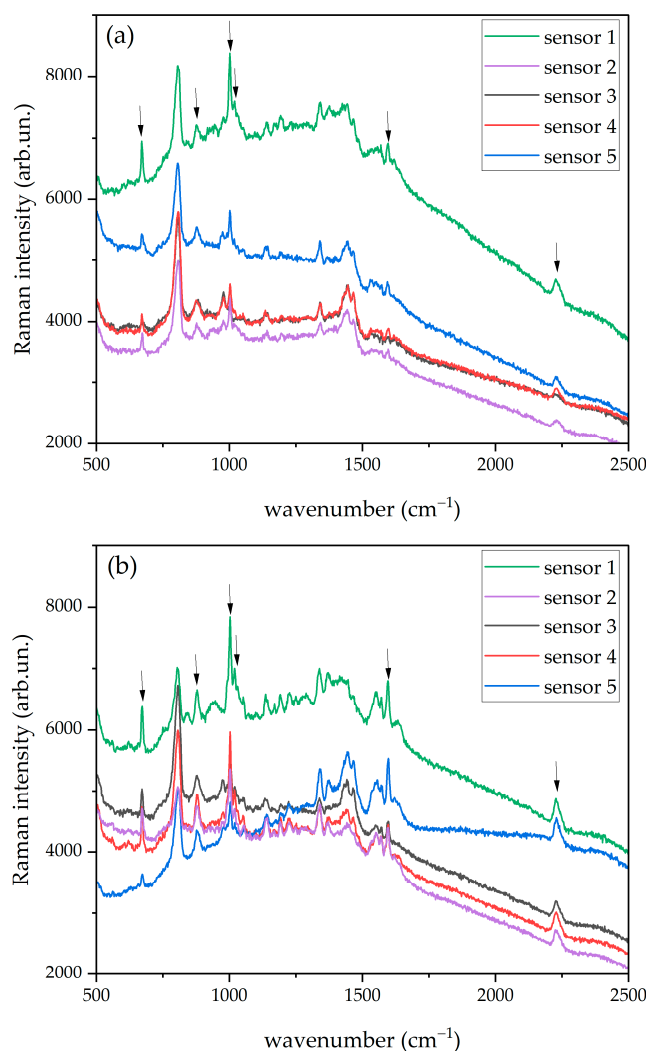 (a)
sensor 1
sensor 2
sensor 3
sensor 4
sensor 5
8000
6000
4000
2000
Raman intensity (arb.un.)
500 1000 1500 2000 2500
wavenumber (cm⁻¹)
(b)
sensor 1
sensor 2
sensor 3
sensor 4
sensor 5
8000
6000
4000
2000
Raman intensity (arb.un.)
500 1000 1500 2000 2500
wavenumber (cm⁻¹)